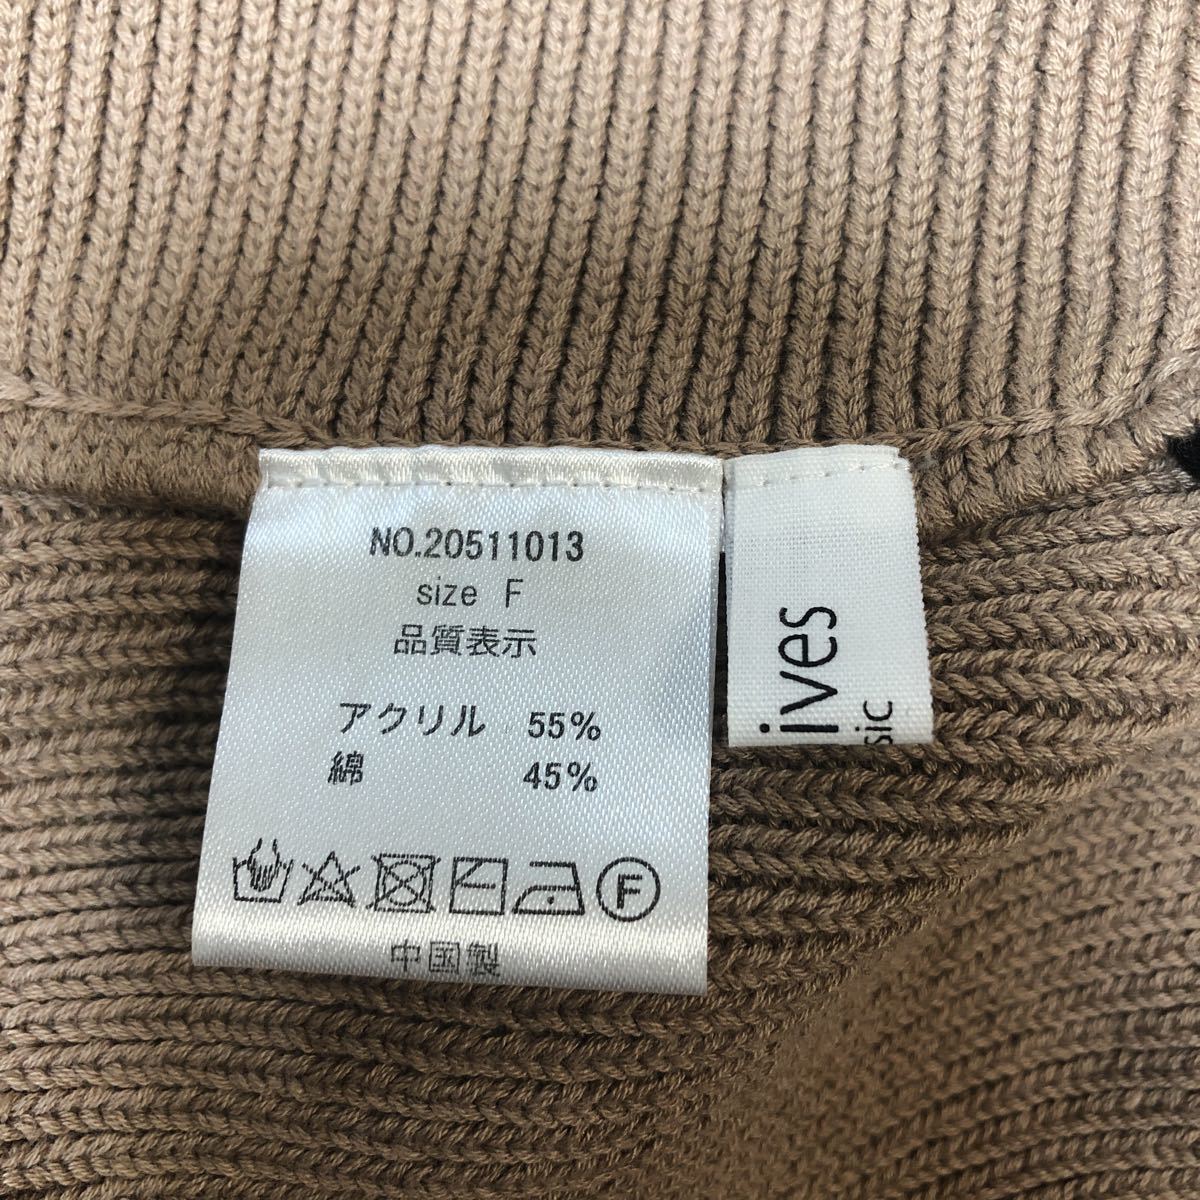 NO.20511013
size F
品質表示
アクリル 55%
綿 45%
F
中国製
ives
sic